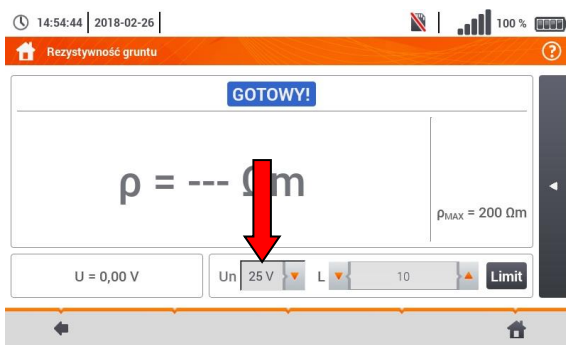 14:54:44 2018-02-26 100 %
Rezystywność gruntu ?
GOTOWY!
ρ = --- Ωm
ρMAX = 200 Ωm
U = 0,00 V Un 25 V L 10 Limit